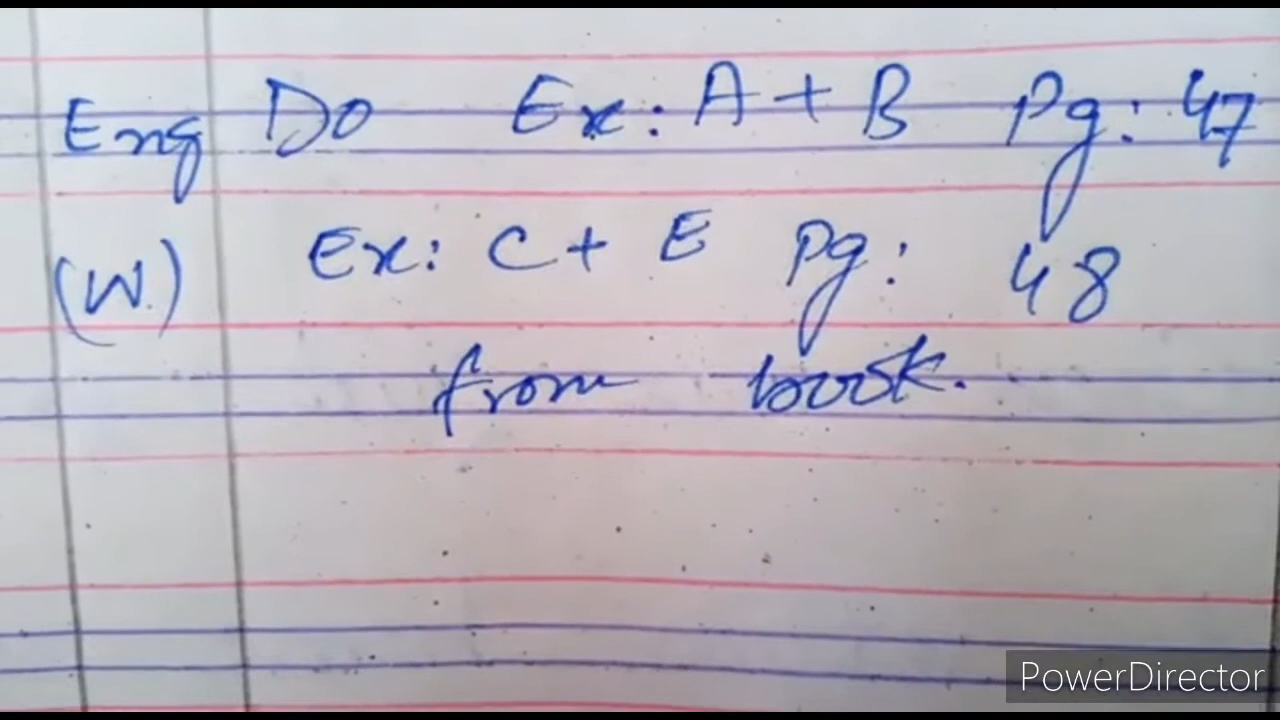 Eng Do Ex: A + B Pg: 47
(W.) Ex: C + E Pg: 48
from book.
PowerDirector